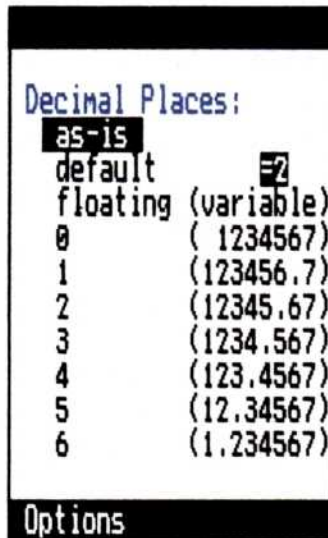 Decimal Places:
as-is
default =2
floating (variable)
0 ( 1234567)
1 (123456.7)
2 (12345.67)
3 (1234.567)
4 (123.4567)
5 (12.34567)
6 (1.234567)
Options